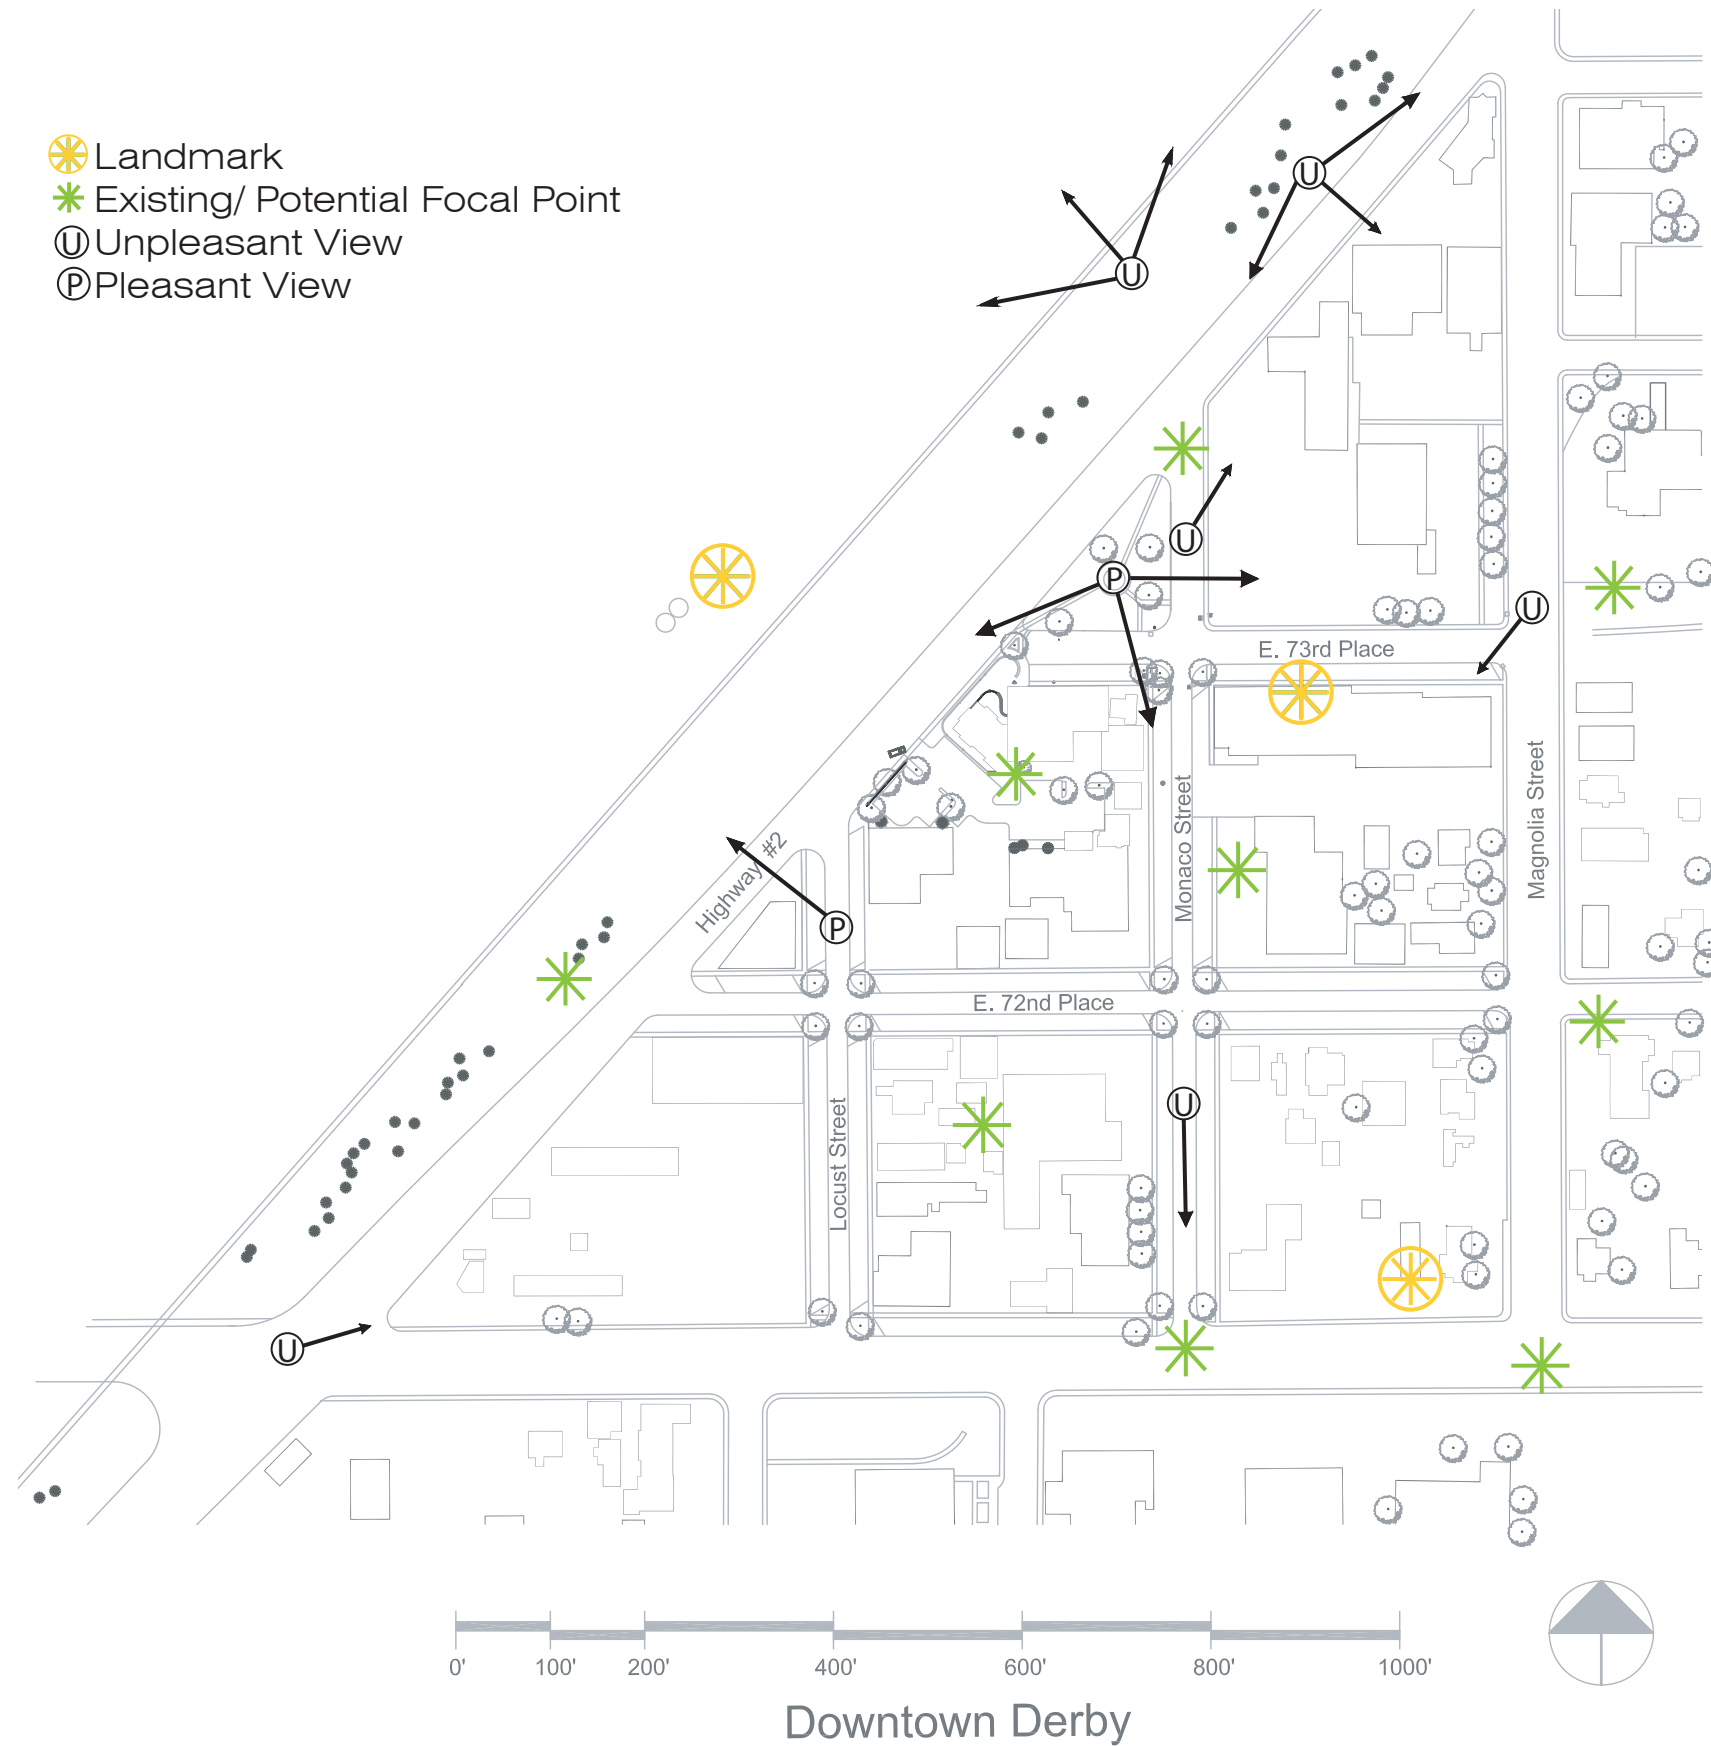 Landmark
Existing/ Potential Focal Point
U Unpleasant View
P Pleasant View
U
U
U
P
U
E. 73rd Place
Monaco Street
Magnolia Street
Highway #2
P
E. 72nd Place
Locust Street
U
U
0' 100' 200' 400' 600' 800' 1000'
Downtown Derby